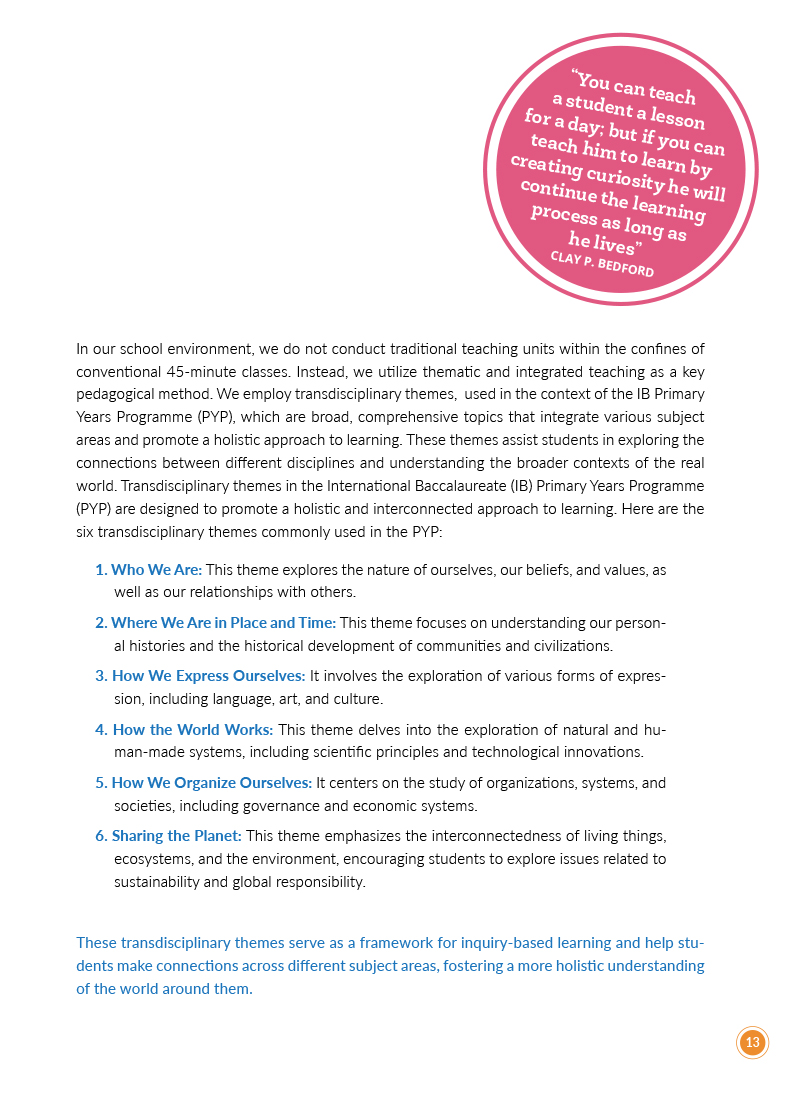 “You can teach
a student a lesson
for a day; but if you can
teach him to learn by
creating curiosity he will
continue the learning
process as long as
he lives”
CLAY P. BEDFORD
In our school environment, we do not conduct traditional teaching units within the confines of
conventional 45-minute classes. Instead, we utilize thematic and integrated teaching as a key
pedagogical method. We employ transdisciplinary themes, used in the context of the IB Primary
Years Programme (PYP), which are broad, comprehensive topics that integrate various subject
areas and promote a holistic approach to learning. These themes assist students in exploring the
connections between different disciplines and understanding the broader contexts of the real
world. Transdisciplinary themes in the International Baccalaureate (IB) Primary Years Programme
(PYP) are designed to promote a holistic and interconnected approach to learning. Here are the
six transdisciplinary themes commonly used in the PYP:
1. Who We Are: This theme explores the nature of ourselves, our beliefs, and values, as
well as our relationships with others.
2. Where We Are in Place and Time: This theme focuses on understanding our person-
al histories and the historical development of communities and civilizations.
3. How We Express Ourselves: It involves the exploration of various forms of expres-
sion, including language, art, and culture.
4. How the World Works: This theme delves into the exploration of natural and hu-
man-made systems, including scientific principles and technological innovations.
5. How We Organize Ourselves: It centers on the study of organizations, systems, and
societies, including governance and economic systems.
6. Sharing the Planet: This theme emphasizes the interconnectedness of living things,
ecosystems, and the environment, encouraging students to explore issues related to
sustainability and global responsibility.
These transdisciplinary themes serve as a framework for inquiry-based learning and help stu-
dents make connections across different subject areas, fostering a more holistic understanding
of the world around them.
13